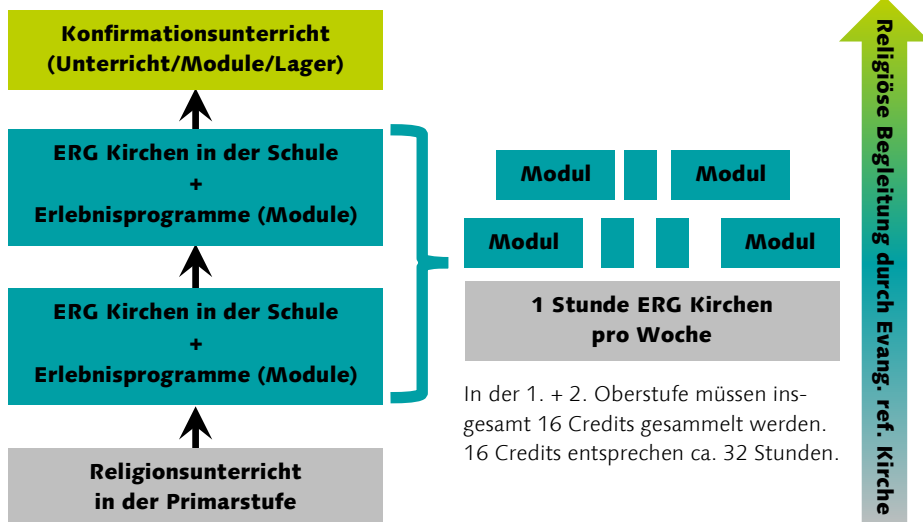 Konfirmationsunterricht
(Unterricht/Module/Lager)
ERG Kirchen in der Schule
+
Erlebnisprogramme (Module)
ERG Kirchen in der Schule
+
Erlebnisprogramme (Module)
Religionsunterricht
in der Primarstufe
Modul
Modul
Modul
Modul
1 Stunde ERG Kirchen
pro Woche
In der 1. + 2. Oberstufe müssen ins-
gesamt 16 Credits gesammelt werden.
16 Credits entsprechen ca. 32 Stunden.
Religiöse Begleitung durch Evang. ref. Kirche